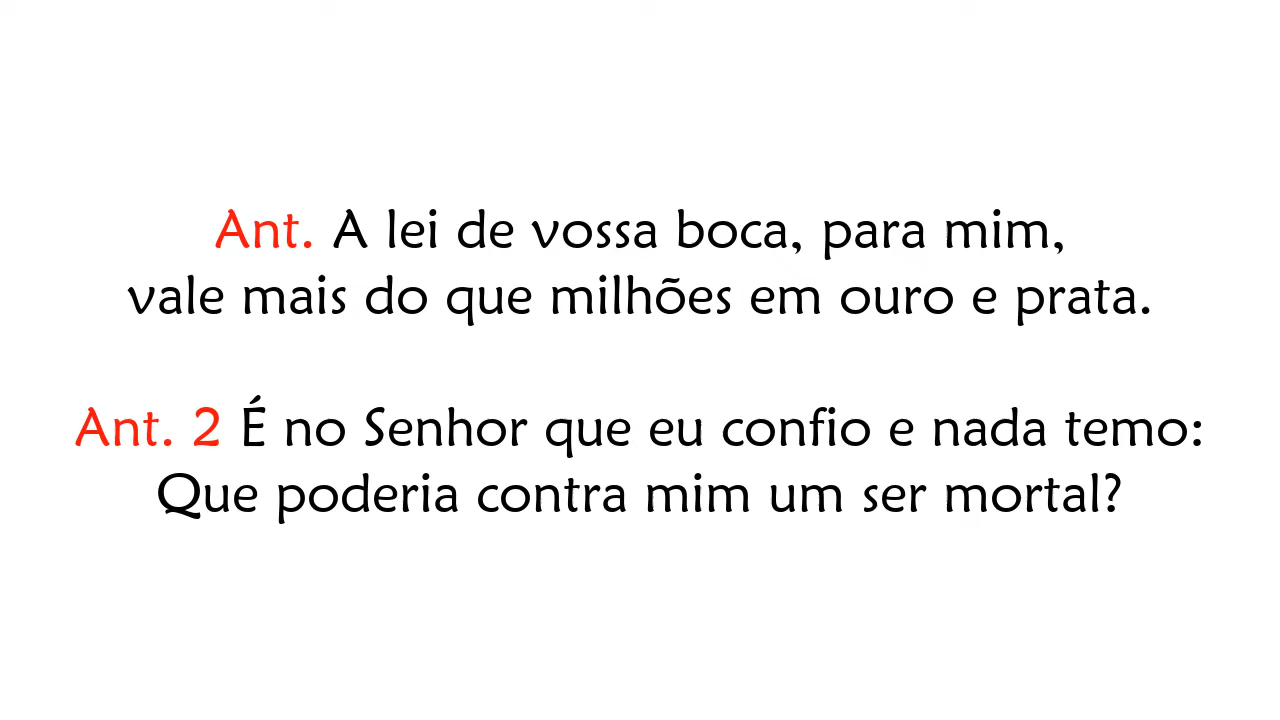 Ant. A lei de vossa boca, para mim,
vale mais do que milhões em ouro e prata.
Ant. 2 É no Senhor que eu confio e nada temo:
Que poderia contra mim um ser mortal?